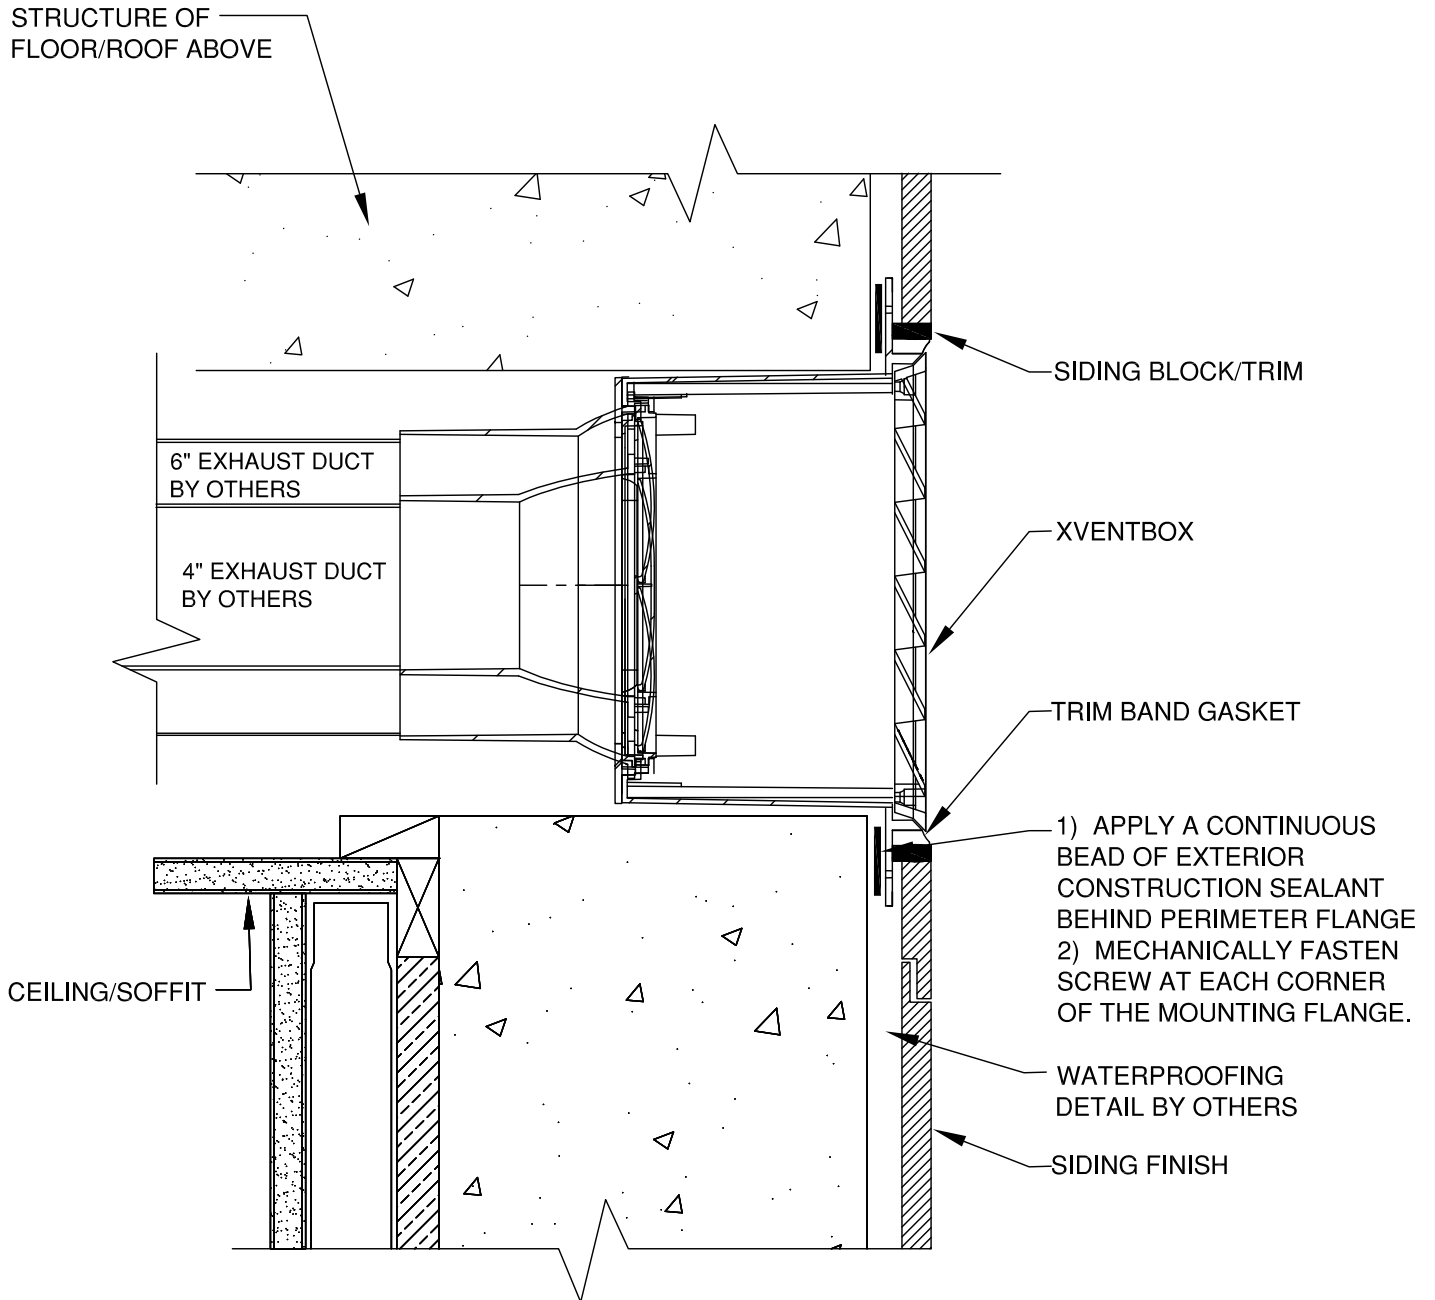 STRUCTURE OF
FLOOR/ROOF ABOVE
SIDING BLOCK/TRIM
6" EXHAUST DUCT
BY OTHERS
XVENTBOX
4" EXHAUST DUCT
BY OTHERS
TRIM BAND GASKET
1) APPLY A CONTINUOUS
BEAD OF EXTERIOR
CONSTRUCTION SEALANT
BEHIND PERIMETER FLANGE
2) MECHANICALLY FASTEN
SCREW AT EACH CORNER
OF THE MOUNTING FLANGE.
CEILING/SOFFIT
WATERPROOFING
DETAIL BY OTHERS
SIDING FINISH